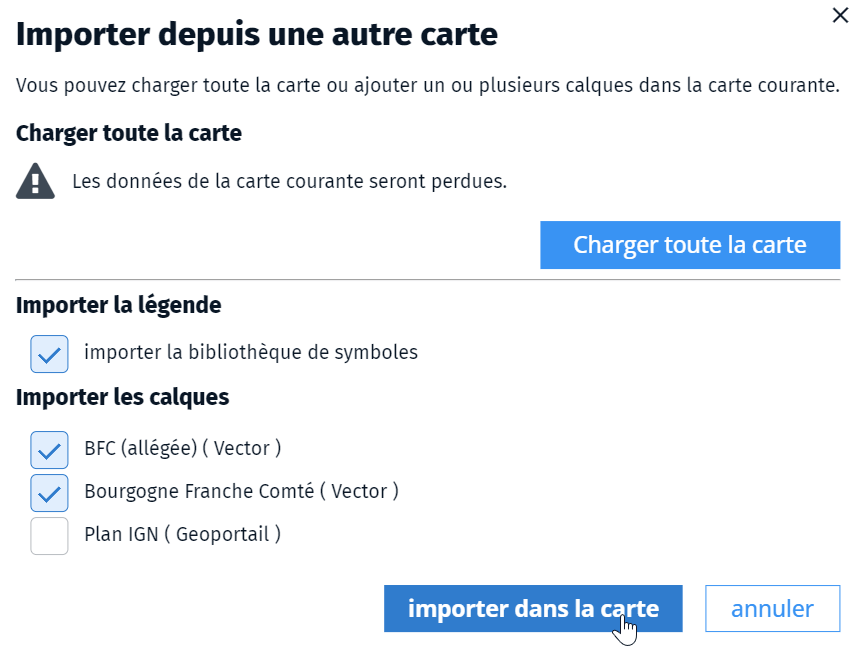 Importer depuis une autre carte
Vous pouvez charger toute la carte ou ajouter un ou plusieurs calques dans la carte courante.
Charger toute la carte
Les données de la carte courante seront perdues.
Charger toute la carte
Importer la légende
importer la bibliothèque de symboles
Importer les calques
BFC (allégée) ( Vector )
Bourgogne Franche Comté ( Vector )
Plan IGN ( Geoportail )
importer dans la carte
annuler